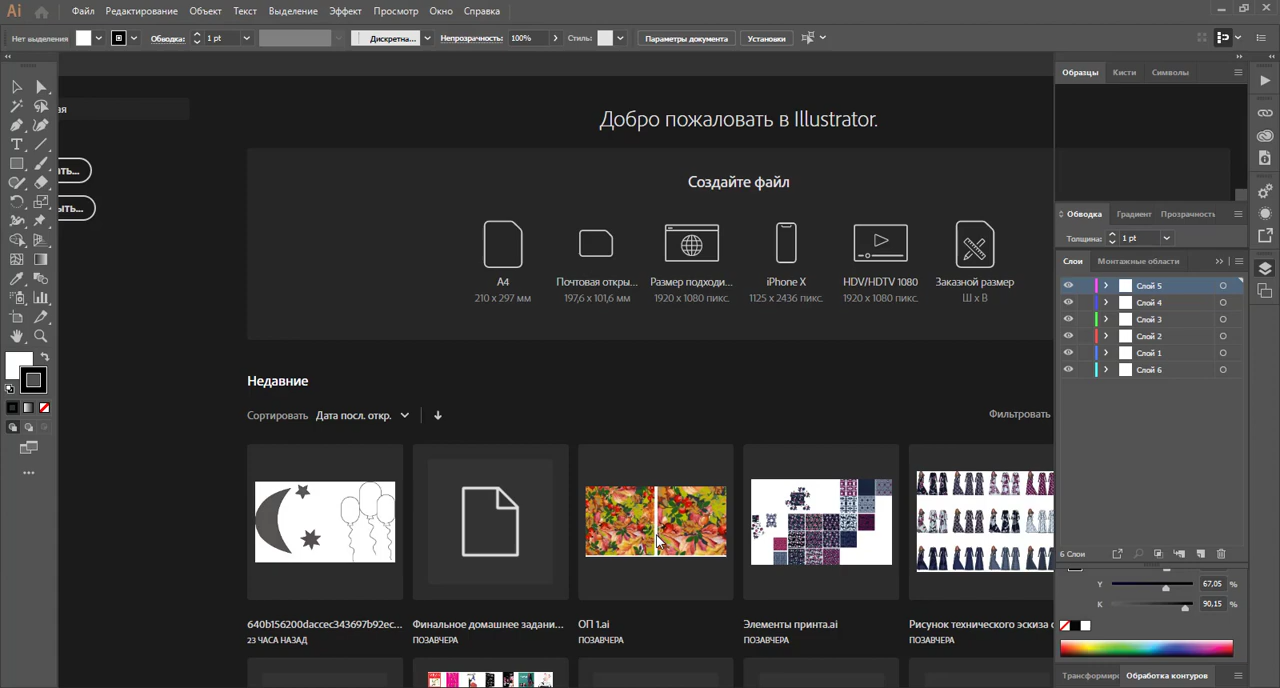 Ai Файл Редактирование Объект Текст Выделение Эффект Просмотр Окно Справка
Нет выделения Обводка: 1 pt Дискретна... Непрозрачность: 100% Стиль: Параметры документа Установки
Образцы Кисти Символы
ая
Добро пожаловать в Illustrator.
ать...
ыть...
Создайте файл
A4 Почтовая откры... Размер подходи... iPhone X HDV/HDTV 1080 Заказной размер
210 x 297 мм 197,6 x 101,6 мм 1920 x 1080 пикс. 1125 x 2436 пикс. 1920 x 1080 пикс. Ш x В
Обводка Градиент Прозрачность
Толщина: 1 pt
Слои Монтажные области
Слой 5
Слой 4
Слой 3
Слой 2
Слой 1
Слой 6
6 Слои
Недавние
Сортировать Дата посл. откр. Фильтровать
640b156200daccec343697b92ec... Финальное домашнее задани... ОП 1.ai Элементы принта.ai Рисунок технического эскиза
23 ЧАСА НАЗАД ПОЗАВЧЕРА ПОЗАВЧЕРА ПОЗАВЧЕРА ПОЗАВЧЕРА
Y 67,05 %
K 90,15 %
Трансформир Обработка контуров